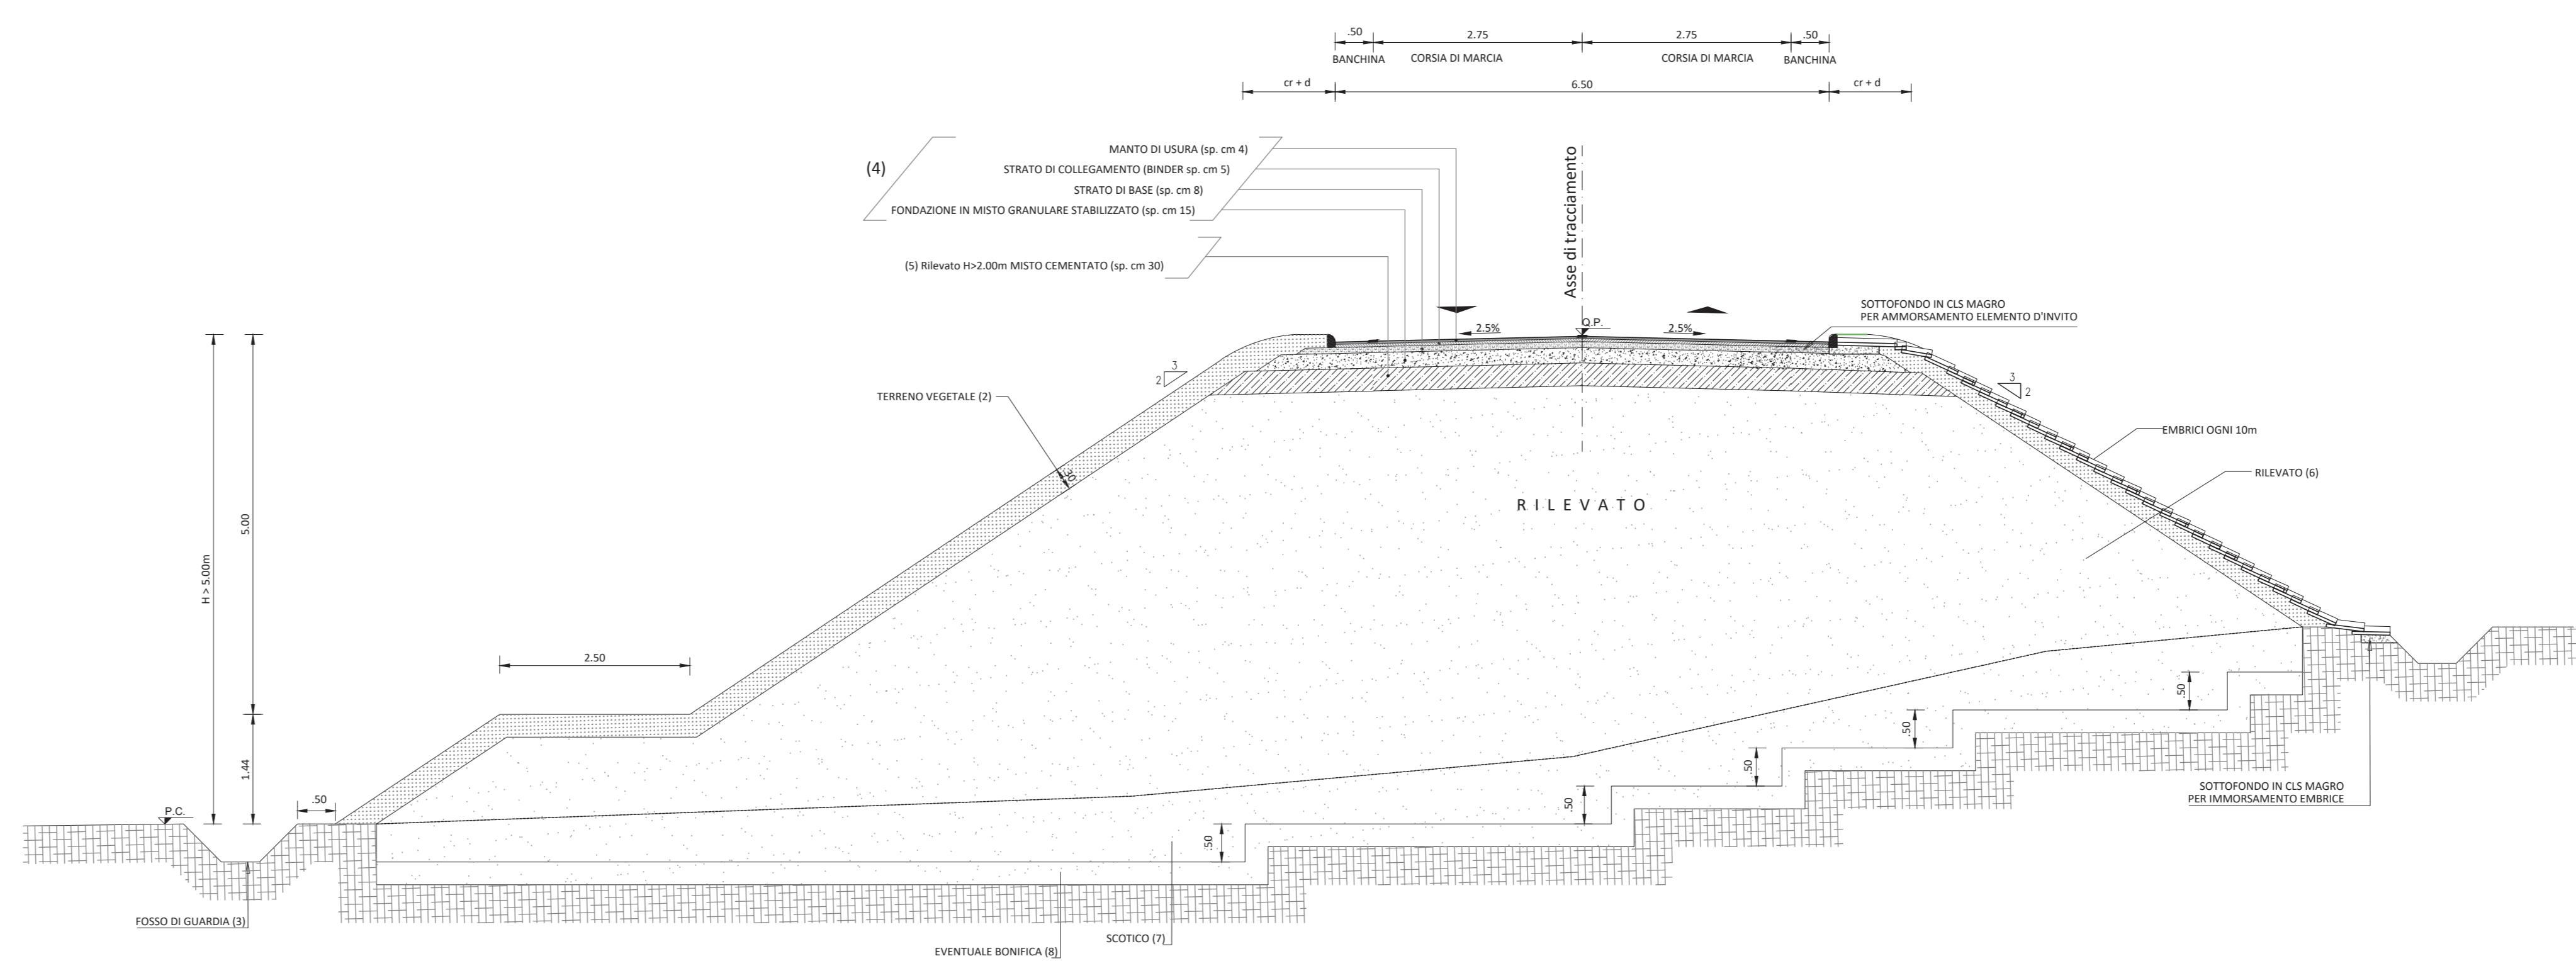 .50 2.75 2.75 .50
BANCHINA CORSIA DI MARCIA CORSIA DI MARCIA BANCHINA
cr + d 6.50 cr + d
(4)
MANTO DI USURA (sp. cm 4)
STRATO DI COLLEGAMENTO (BINDER sp. cm 5)
STRATO DI BASE (sp. cm 8)
FONDAZIONE IN MISTO GRANULARE STABILIZZATO (sp. cm 15)
(5) Rilevato H>2.00m MISTO CEMENTATO (sp. cm 30)
Asse di tracciamento
SOTTOFONDO IN CLS MAGRO
PER AMMORSAMENTO ELEMENTO D'INVITO
Q.P.
2.5% 2.5%
3
2
3
2
TERRENO VEGETALE (2)
.30
EMBRICI OGNI 10m
RILEVATO (6)
RILEVATO
H > 5.00m
5.00
1.44
2.50
.50
P.C.
.50
.50
.50
.50
.50
SOTTOFONDO IN CLS MAGRO
PER IMMORSAMENTO EMBRICE
FOSSO DI GUARDIA (3)
SCOTICO (7)
EVENTUALE BONIFICA (8)